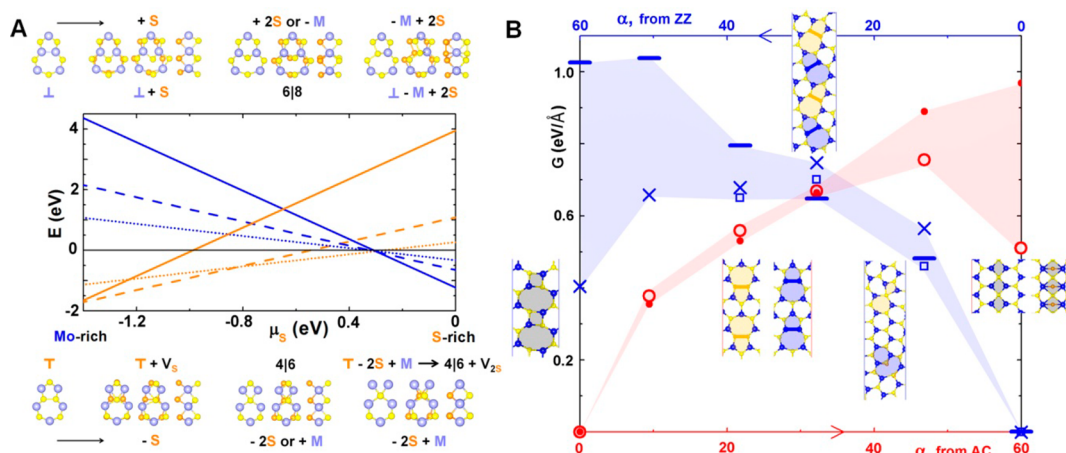 A
+ S
+ 2S or - M
- M + 2S
⊥
⊥ + S
6|8
⊥ - M + 2S
E (eV)
4
2
0
-2
-1.2
-0.8
0.4
0
Mo-rich
μS (eV)
S-rich
T
T + VS
4|6
T - 2S + M → 4|6 + V2S
- S
- 2S or + M
- 2S + M
B
60
40
α, from ZZ
20
0
G (eV/Å)
1.0
0.6
0.2
0
20
40
α, from AC
60